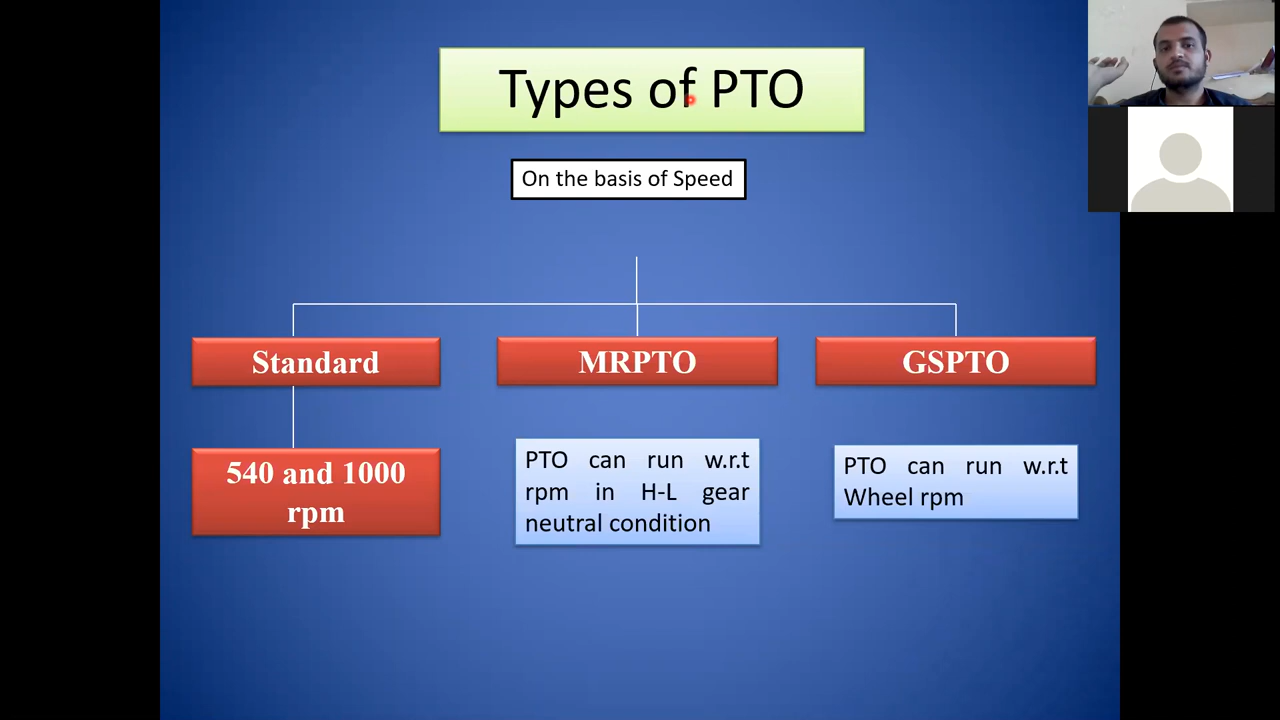 Types of PTO
On the basis of Speed
Standard
MRPTO
GSPTO
540 and 1000
rpm
PTO can run w.r.t
rpm in H-L gear
neutral condition
PTO can run w.r.t
Wheel rpm